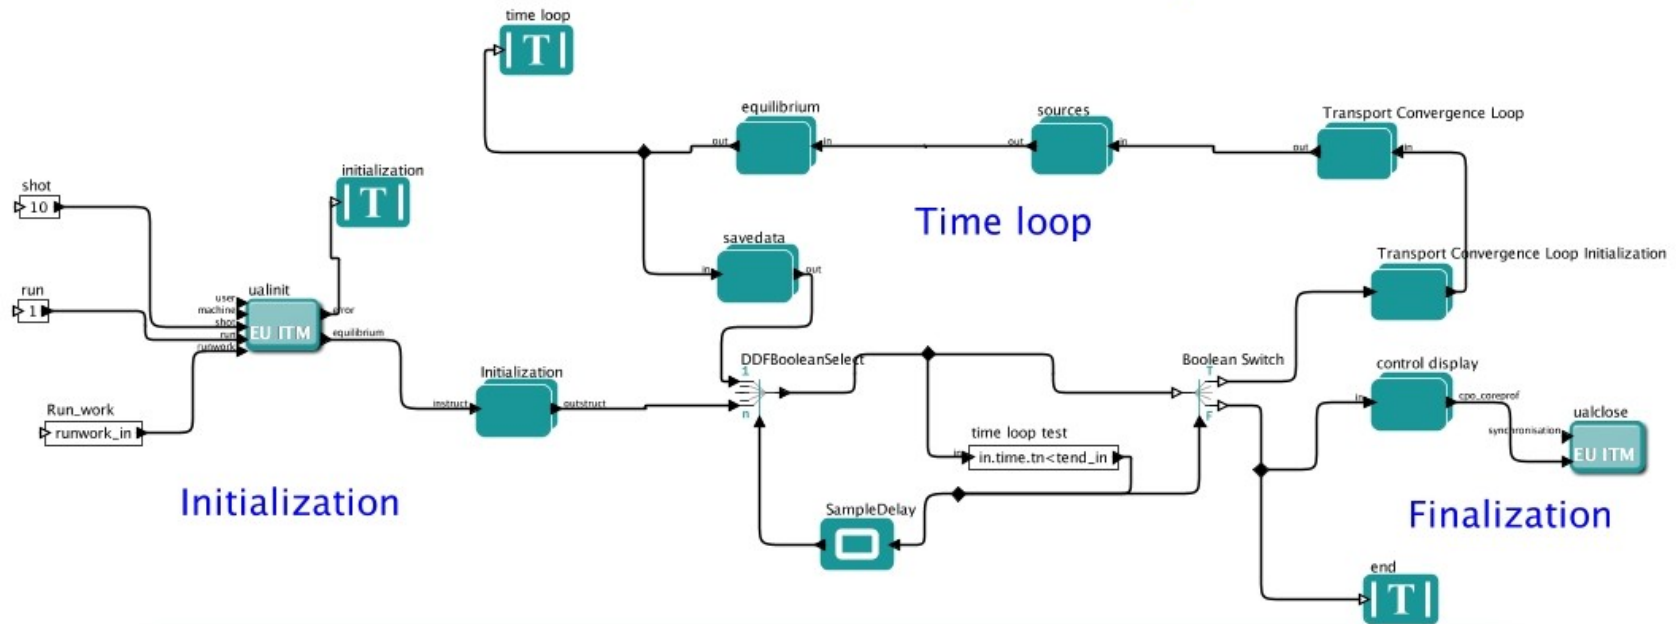 time loop
T
equilibrium
out
in
sources
out
in
Transport Convergence Loop
out
in
initialization
T
shot
10
Time loop
savedata
in
out
Transport Convergence Loop Initialization
run
1
ualinit
user
machine
shot
run
runwork
EU ITM
error
equilibrium
Initialization
instruct
outstruct
DDFBooleanSelect
1
n
Boolean Switch
T
F
control display
in
cpo_coreprof
ualclose
synchronisation
EU ITM
Run_work
runwork_in
time loop test
in
in.time.tn<tend_in
Initialization
SampleDelay
Finalization
end
T